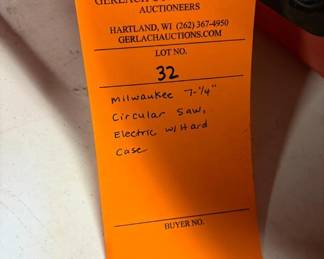 AUCTIONEERS
HARTLAND, WI (262) 367-4950
GERLACHAUCTIONS.COM
LOT NO.
32
Milwaukee 7-1/4"
Circular Saw,
Electric w/ Hard
Case
BUYER NO.